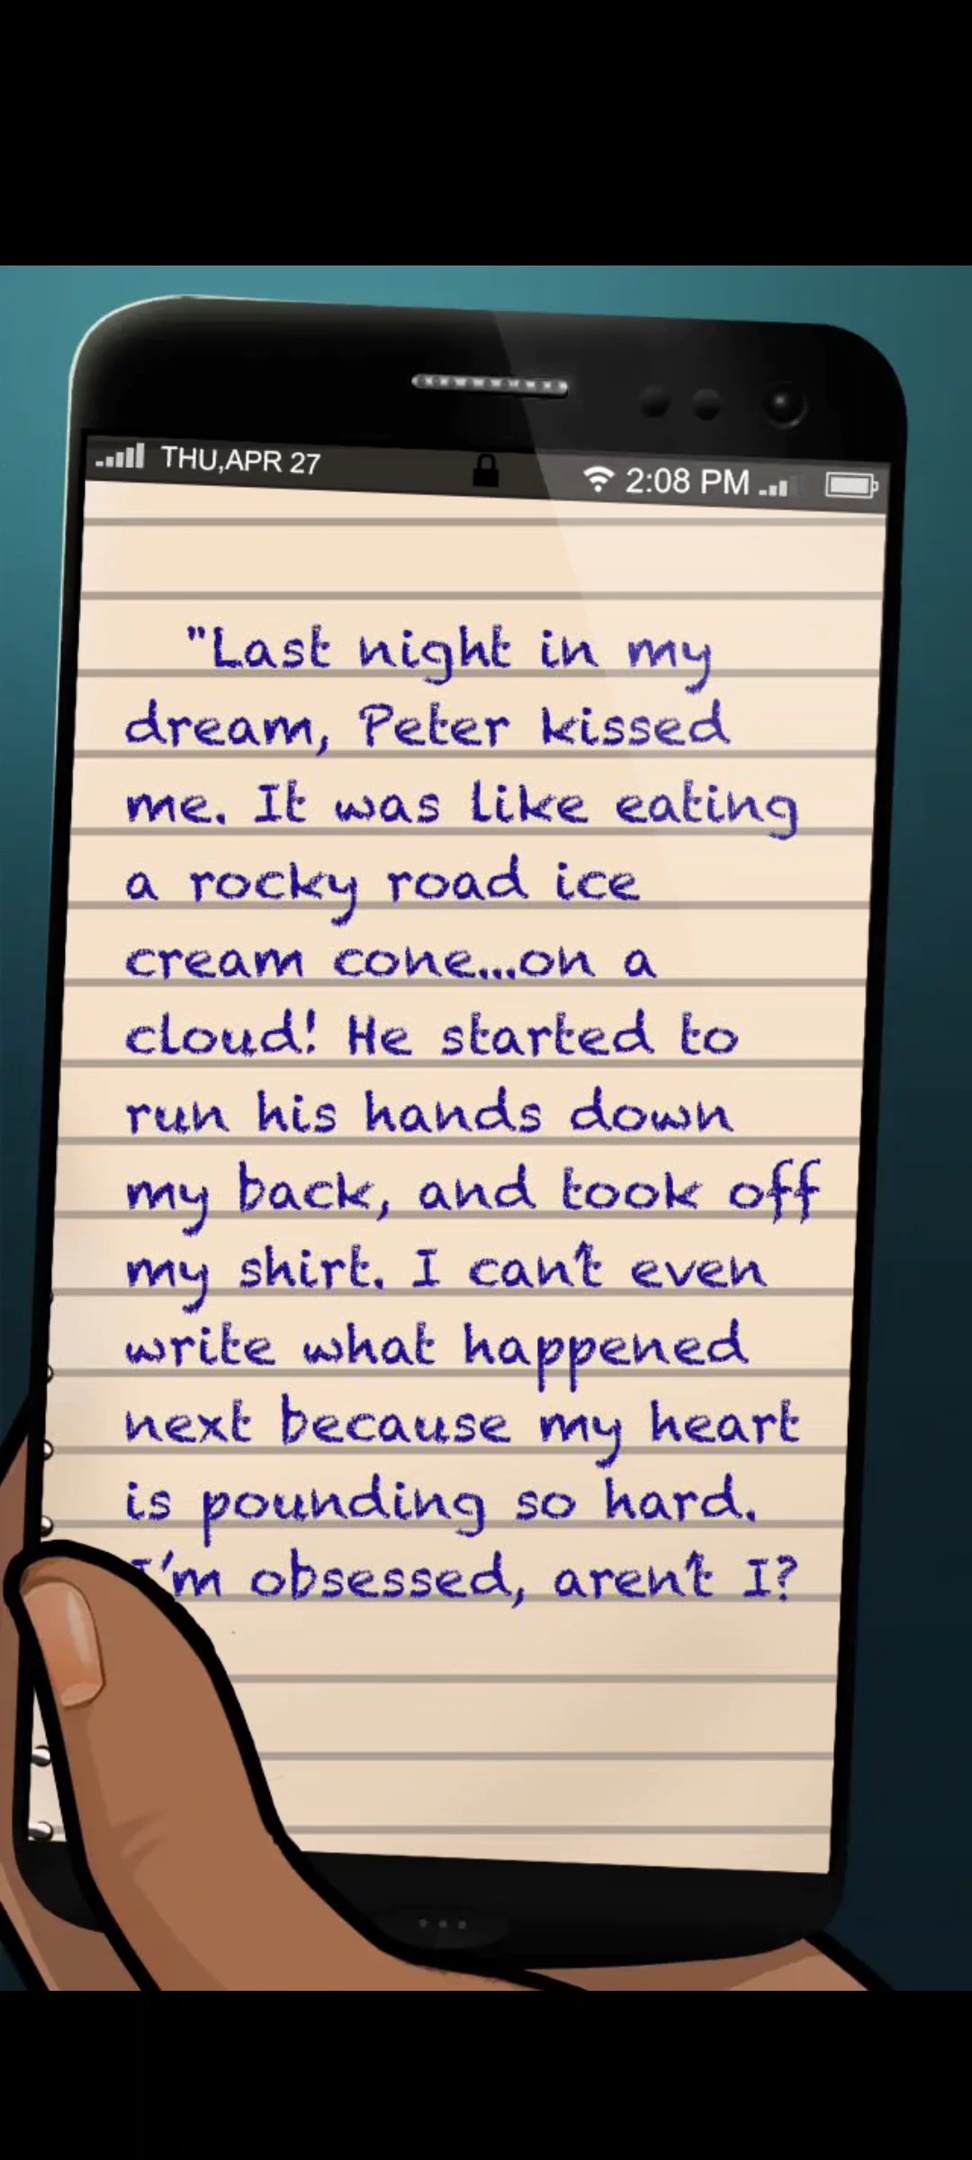 THU,APR 27 2:08 PM
"Last night in my
dream, Peter kissed
me. It was like eating
a rocky road ice
cream cone...on a
cloud! He started to
run his hands down
my back, and took off
my shirt. I can't even
write what happened
next because my heart
is pounding so hard.
I'm obsessed, aren't I?